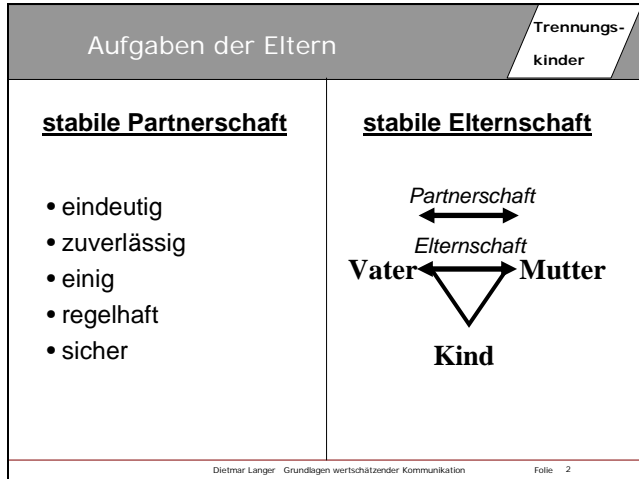 Aufgaben der Eltern
Trennungs-
kinder
stabile Partnerschaft
• eindeutig
• zuverlässig
• einig
• regelhaft
• sicher
stabile Elternschaft
Partnerschaft
Elternschaft
Vater Mutter
Kind
Dietmar Langer Grundlagen wertschätzender Kommunikation Folie 2